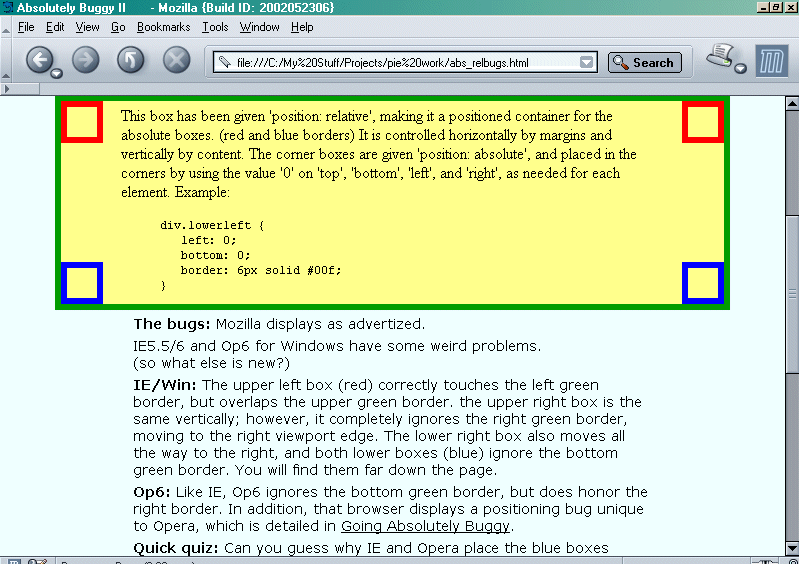 Absolutely Buggy II - Mozilla {Build ID: 2002052306}
File Edit View Go Bookmarks Tools Window Help
file:///C:/My%20Stuff/Projects/pie%20work/abs_relbugs.html Search
This box has been given 'position: relative', making it a positioned container for the
absolute boxes. (red and blue borders) It is controlled horizontally by margins and
vertically by content. The corner boxes are given 'position: absolute', and placed in the
corners by using the value '0' on 'top', 'bottom', 'left', and 'right', as needed for each
element. Example:
div.lowerleft {
left: 0;
bottom: 0;
border: 6px solid #00f;
}
The bugs: Mozilla displays as advertized.
IE5.5/6 and Op6 for Windows have some weird problems.
(so what else is new?)
IE/Win: The upper left box (red) correctly touches the left green
border, but overlaps the upper green border. the upper right box is the
same vertically; however, it completely ignores the right green border,
moving to the right viewport edge. The lower right box also moves all
the way to the right, and both lower boxes (blue) ignore the bottom
green border. You will find them far down the page.
Op6: Like IE, Op6 ignores the bottom green border, but does honor the
right border. In addition, that browser displays a positioning bug unique
to Opera, which is detailed in Going Absolutely Buggy.
Quick quiz: Can you guess why IE and Opera place the blue boxes